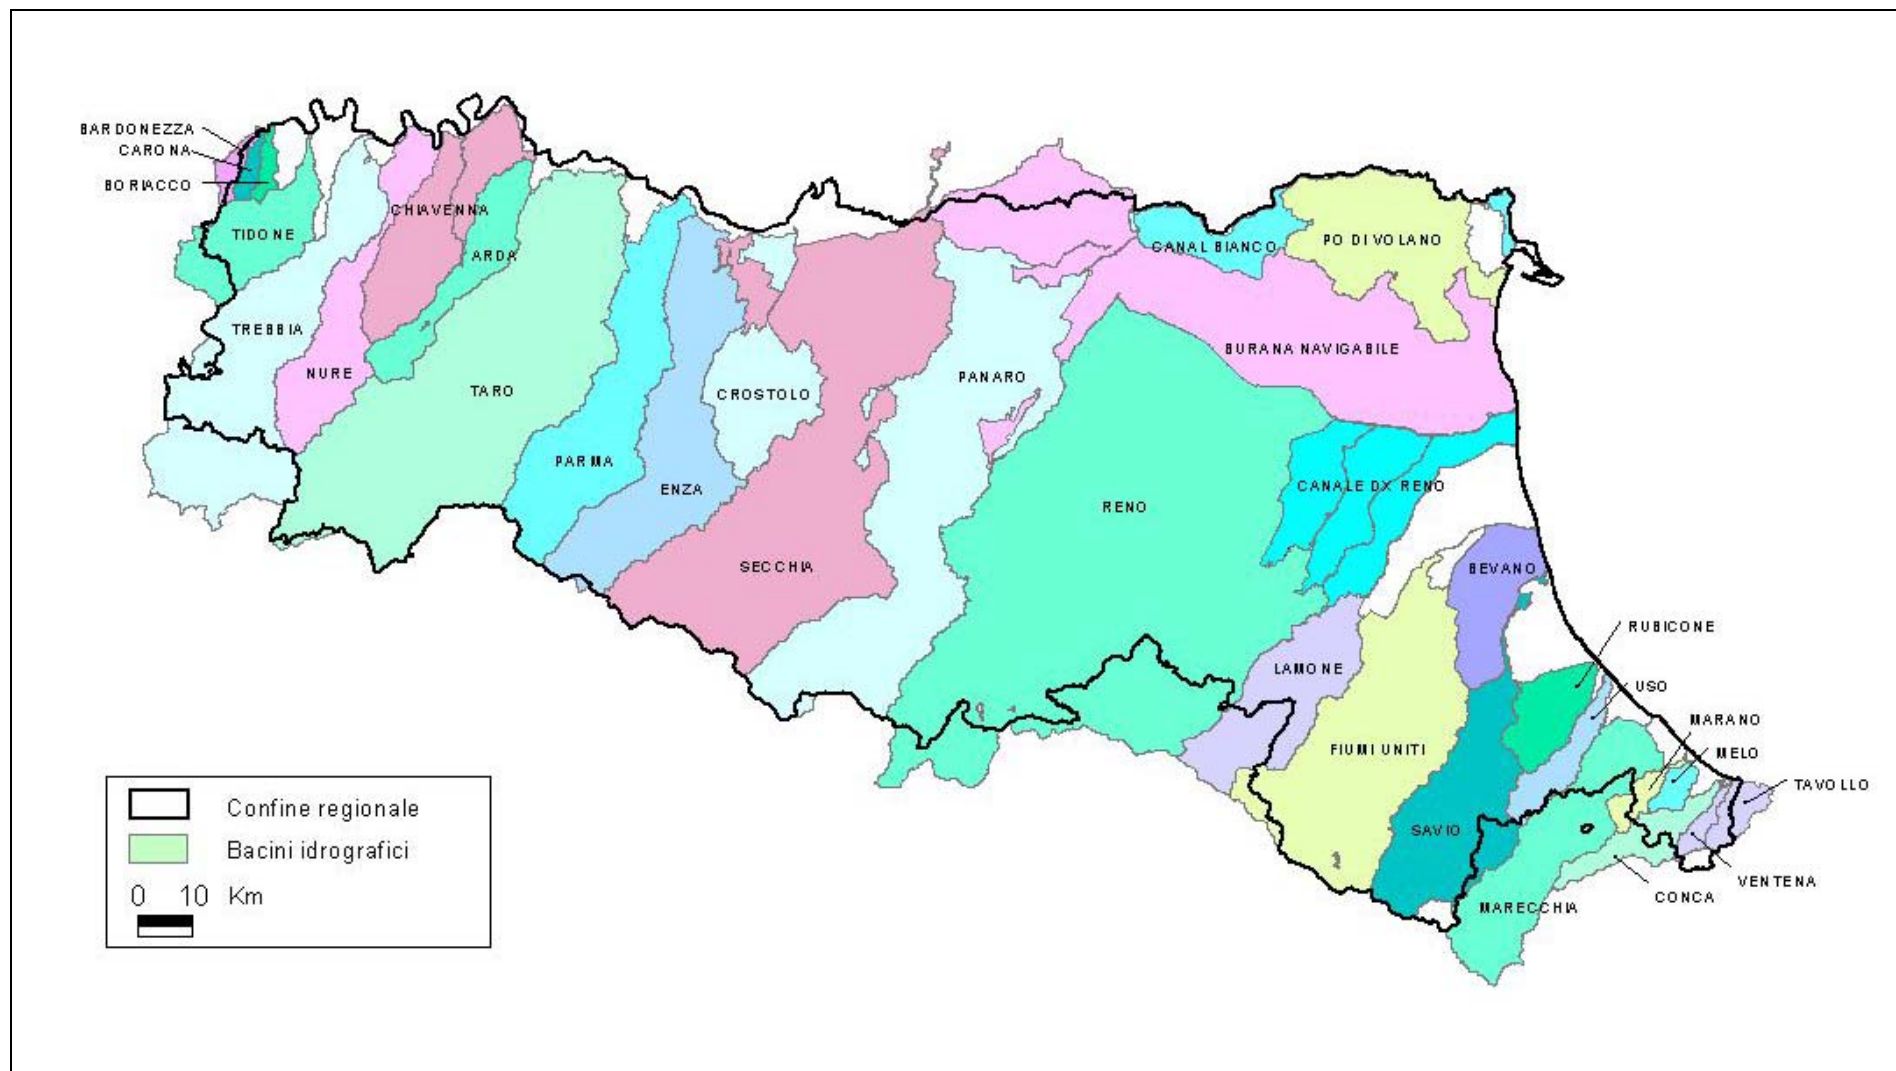 BARDONEZZA
CARONA
BORIACCO
CHIAVENNA
TIDONE
ARDA
CANAL BIANCO
PO DI VOLANO
TREBBIA
NURE
TARO
CROSTOLO
PANARO
BURANA NAVIGABILE
PARMA
ENZA
SECCHIA
RENO
CANALE DX RENO
BEVANO
RUBICONE
LAMONE
USO
MARANO
FIUMI UNITI
MELO
TAVOLLO
SAVIO
VENTENA
CONCA
MARECCHIA
Confine regionale
Bacini idrografici
0 10 Km